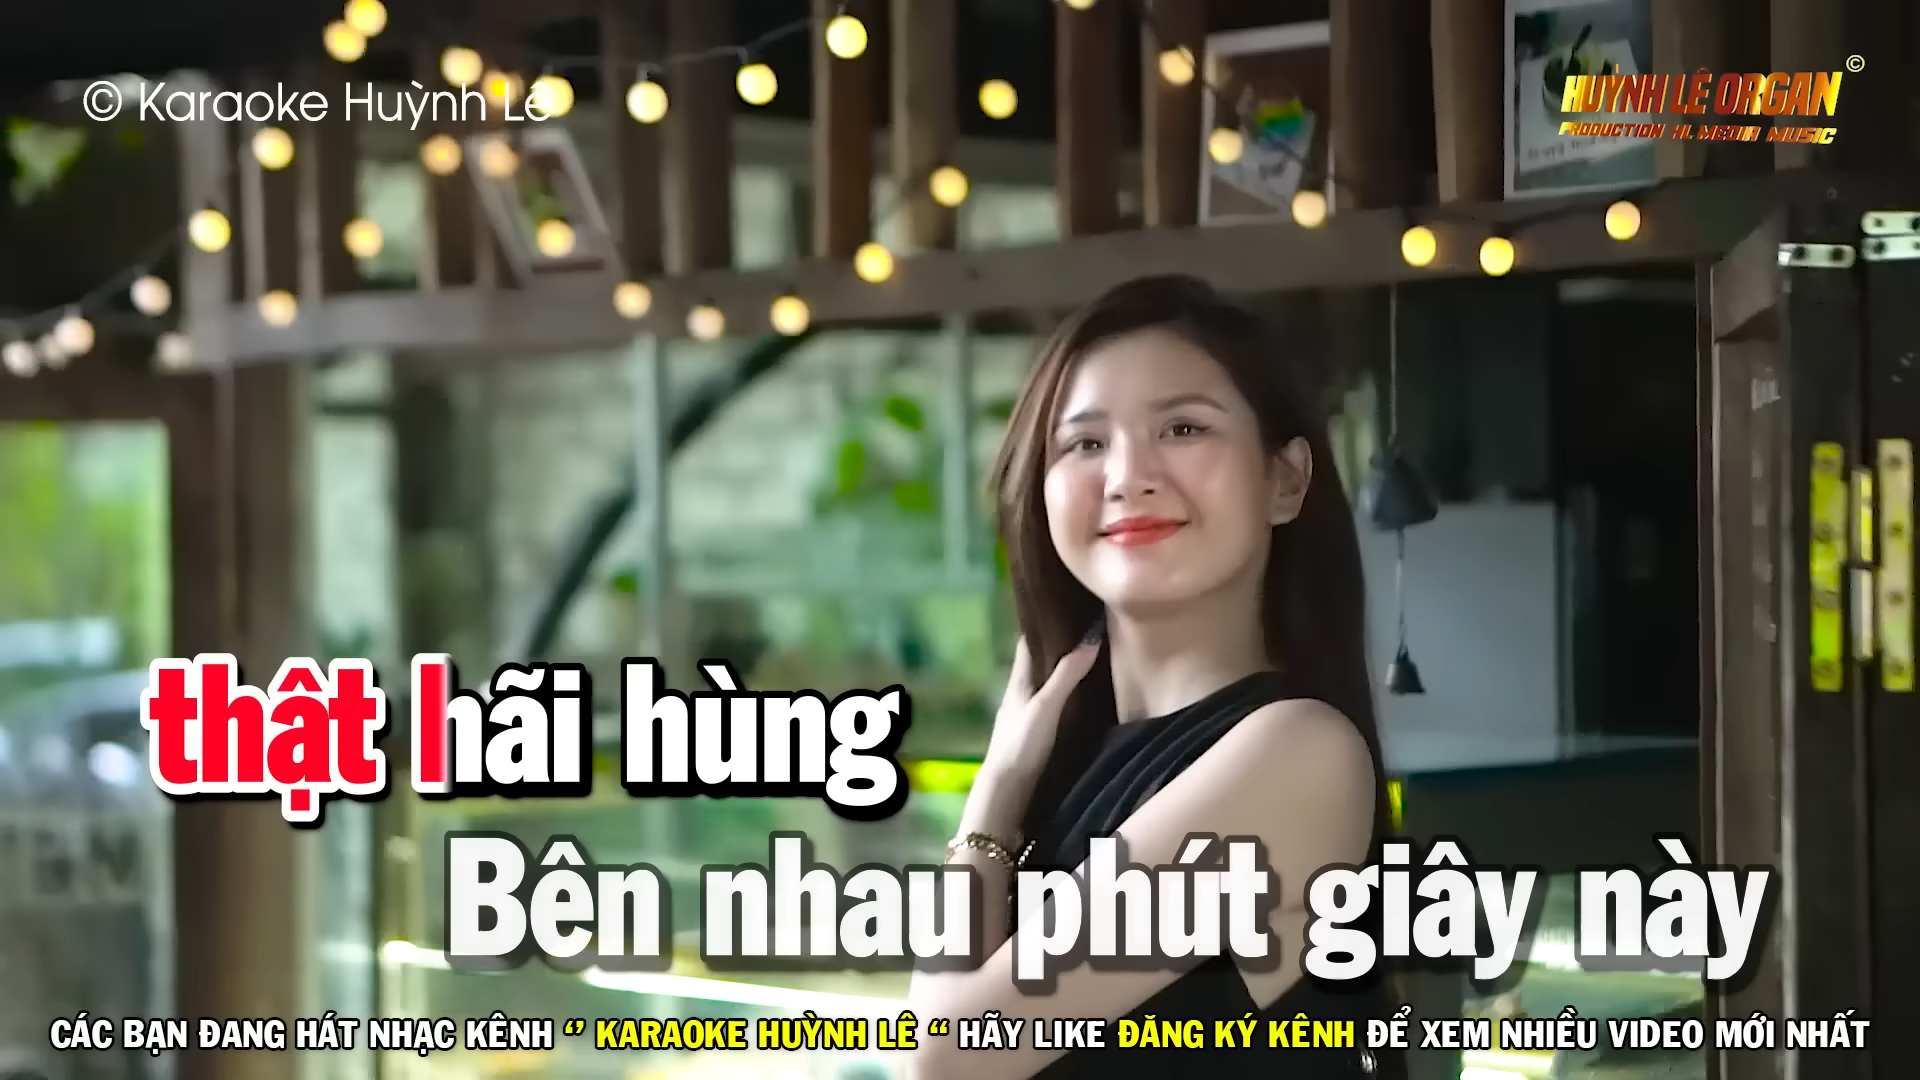 © Karaoke Huỳnh Lê
HUỲNH LÊ ORGAN ©
PRODUCTION HL MEDIA MUSIC
thật hãi hùng
Bên nhau phút giây này
CÁC BẠN ĐANG HÁT NHẠC KÊNH ‘’ KARAOKE HUỲNH LÊ “ HÃY LIKE ĐĂNG KÝ KÊNH ĐỂ XEM NHIỀU VIDEO MỚI NHẤT